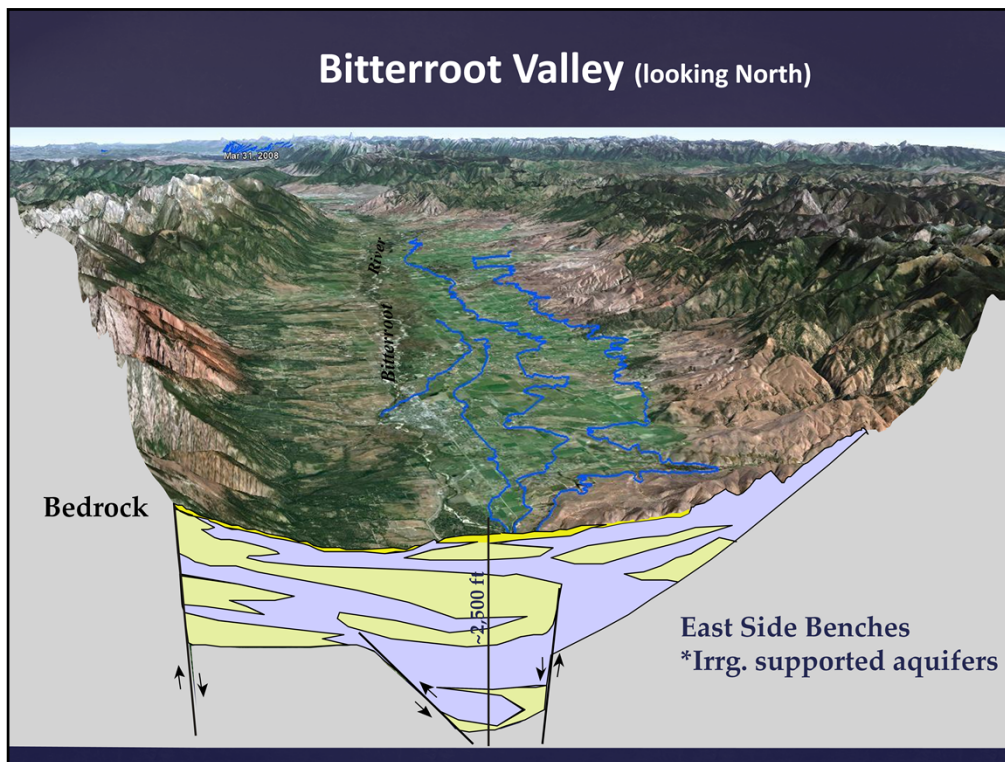 Bitterroot Valley (looking North)
Mar 31, 2008
River
Bitterroot
Bedrock
~2,500 ft
East Side Benches
*Irrg. supported aquifers